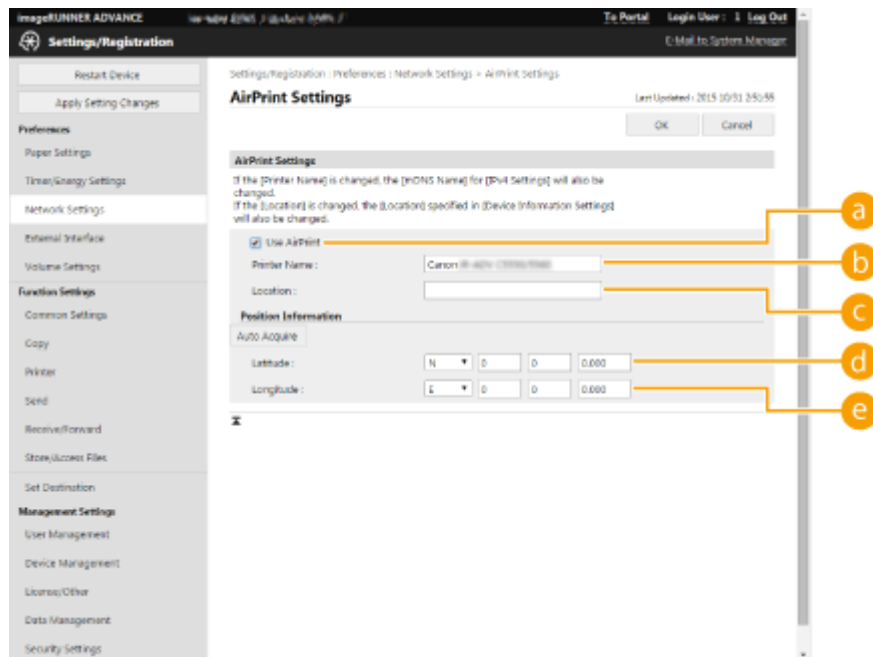 imageRUNNER ADVANCE
To Portal Login User : 1 Log Out
Settings/Registration
E-Mail to System Manager
Restart Device
Apply Setting Changes
Preferences
Paper Settings
Timer/Energy Settings
Network Settings
External Interface
Volume Settings
Function Settings
Common Settings
Copy
Printer
Send
Receive/Forward
Store/Access Files
Set Destination
Management Settings
User Management
Device Management
License/Other
Data Management
Security Settings
Settings/Registration : Preferences : Network Settings > AirPrint Settings
AirPrint Settings
Last Updated : 2015 10/31 2:51:55
OK Cancel
AirPrint Settings
If the [Printer Name] is changed, the [mDNS Name] for [IPv4 Settings] will also be
changed.
If the [Location] is changed, the [Location] specified in [Device Information Settings]
will also be changed.
Use AirPrint
Printer Name : Canon
Location :
Position Information
Auto Acquire
Latitude : N 0 0 0.000
Longitude : E 0 0 0.000
a
b
c
d
e